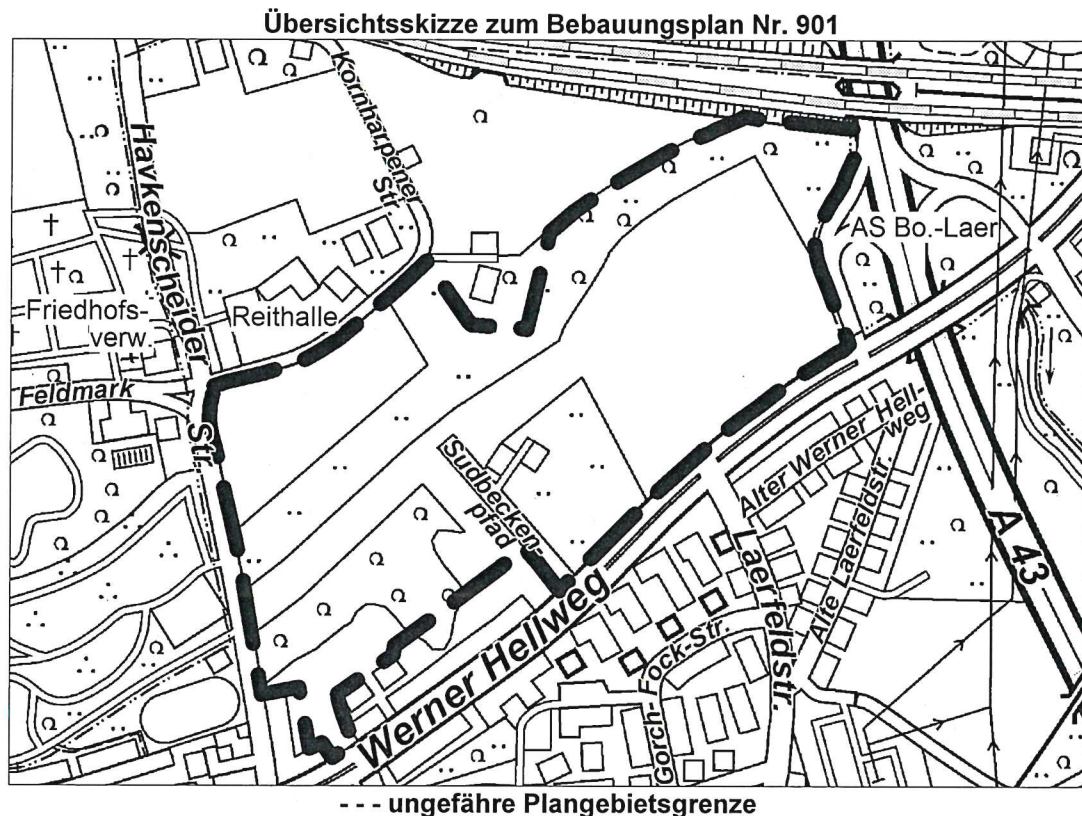 Übersichtsskizze zum Bebauungsplan Nr. 901
Kornharpener
Str.
Havkenscheider
Str.
AS Bo.-Laer
Friedhofs-
verw.
Reithalle
Feldmark
Sudbecken-
pfad
Alter Werner Hell-
weg
Laerfeldstr.
Alte Laerfeldstr.
A 43
Werner Hellweg
Gorch-Fock-Str.
- - - ungefähre Plangebietsgrenze